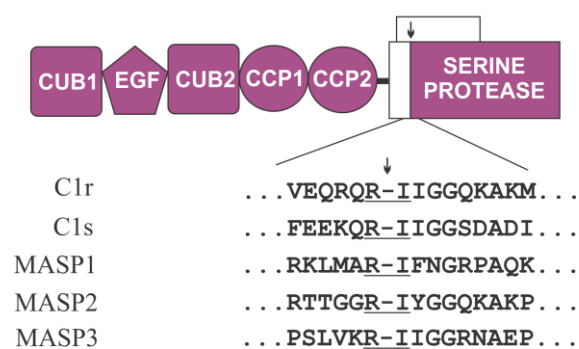 CUB1 EGF CUB2 CCP1 CCP2 SERINE PROTEASE
C1r ...VEQRQR-IIGGQKAKM...
C1s ...FEEKQR-IIGGSDADI...
MASP1 ...RKLMAR-IFNGRPAQK...
MASP2 ...RTTGGR-IYGGQKAKP...
MASP3 ...PSLVKR-IIGGRNAEP...